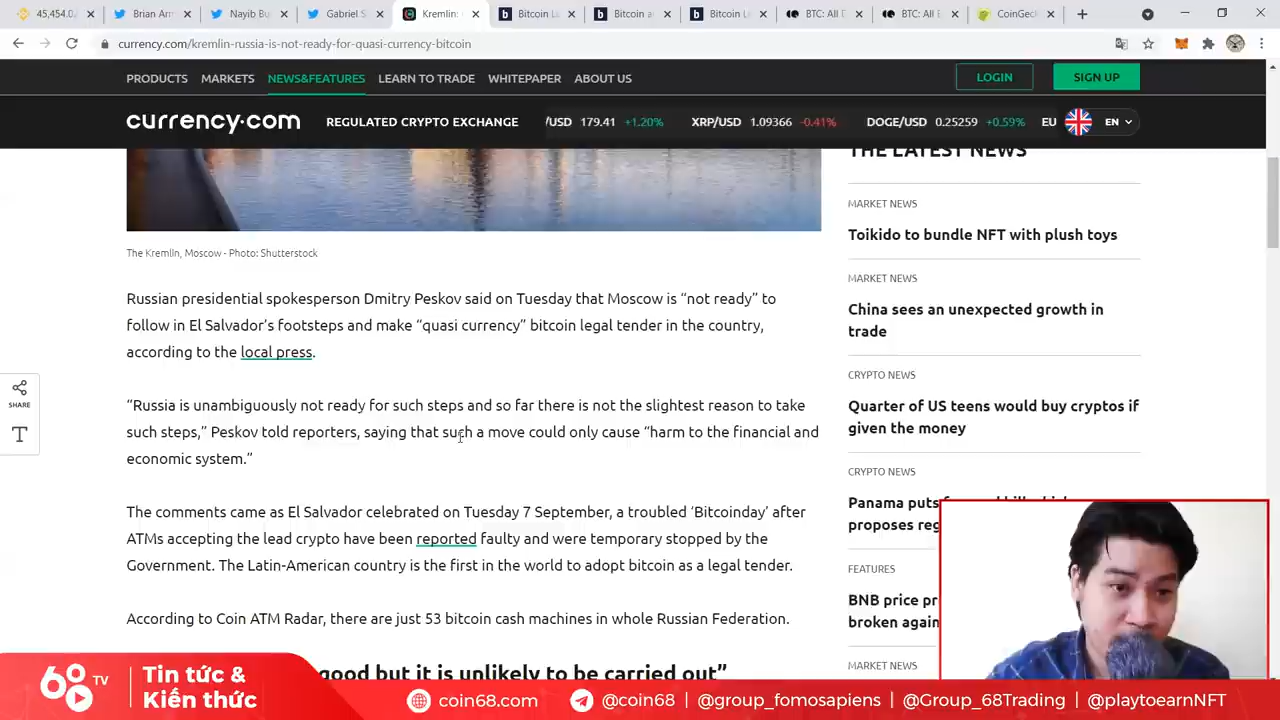 45,454.0
Brian Arm
Nayib Bu
Gabriel S
Kremlin:
Bitcoin L
Bitcoin a
Bitcoin L
BTC: All E
BTC: All E
CoinGeck
currency.com/kremlin-russia-is-not-ready-for-quasi-currency-bitcoin
PRODUCTS MARKETS NEWS&FEATURES LEARN TO TRADE WHITEPAPER ABOUT US
LOGIN
SIGN UP
currency.com
REGULATED CRYPTO EXCHANGE
/USD 179.41 +1.20% XRP/USD 1.09366 -0.41% DOGE/USD 0.25259 +0.59% EU
EN
The Kremlin, Moscow - Photo: Shutterstock
Russian presidential spokesperson Dmitry Peskov said on Tuesday that Moscow is “not ready” to
follow in El Salvador’s footsteps and make “quasi currency” bitcoin legal tender in the country,
according to the local press.
“Russia is unambiguously not ready for such steps and so far there is not the slightest reason to take
such steps,” Peskov told reporters, saying that such a move could only cause “harm to the financial and
economic system.”
The comments came as El Salvador celebrated on Tuesday 7 September, a troubled ‘Bitcoinday’ after
ATMs accepting the lead crypto have been reported faulty and were temporary stopped by the
Government. The Latin-American country is the first in the world to adopt bitcoin as a legal tender.
According to Coin ATM Radar, there are just 53 bitcoin cash machines in whole Russian Federation.
good but it is unlikely to be carried out”
SHARE
T
THE LATEST NEWS
MARKET NEWS
Toikido to bundle NFT with plush toys
MARKET NEWS
China sees an unexpected growth in
trade
CRYPTO NEWS
Quarter of US teens would buy cryptos if
given the money
CRYPTO NEWS
Panama puts
proposes reg
FEATURES
BNB price pr
broken again
MARKET NEWS
68 TV
Tin tức &
Kiến thức
coin68.com
@coin68 | @group_fomosapiens | @Group_68Trading | @playtoearnNFT